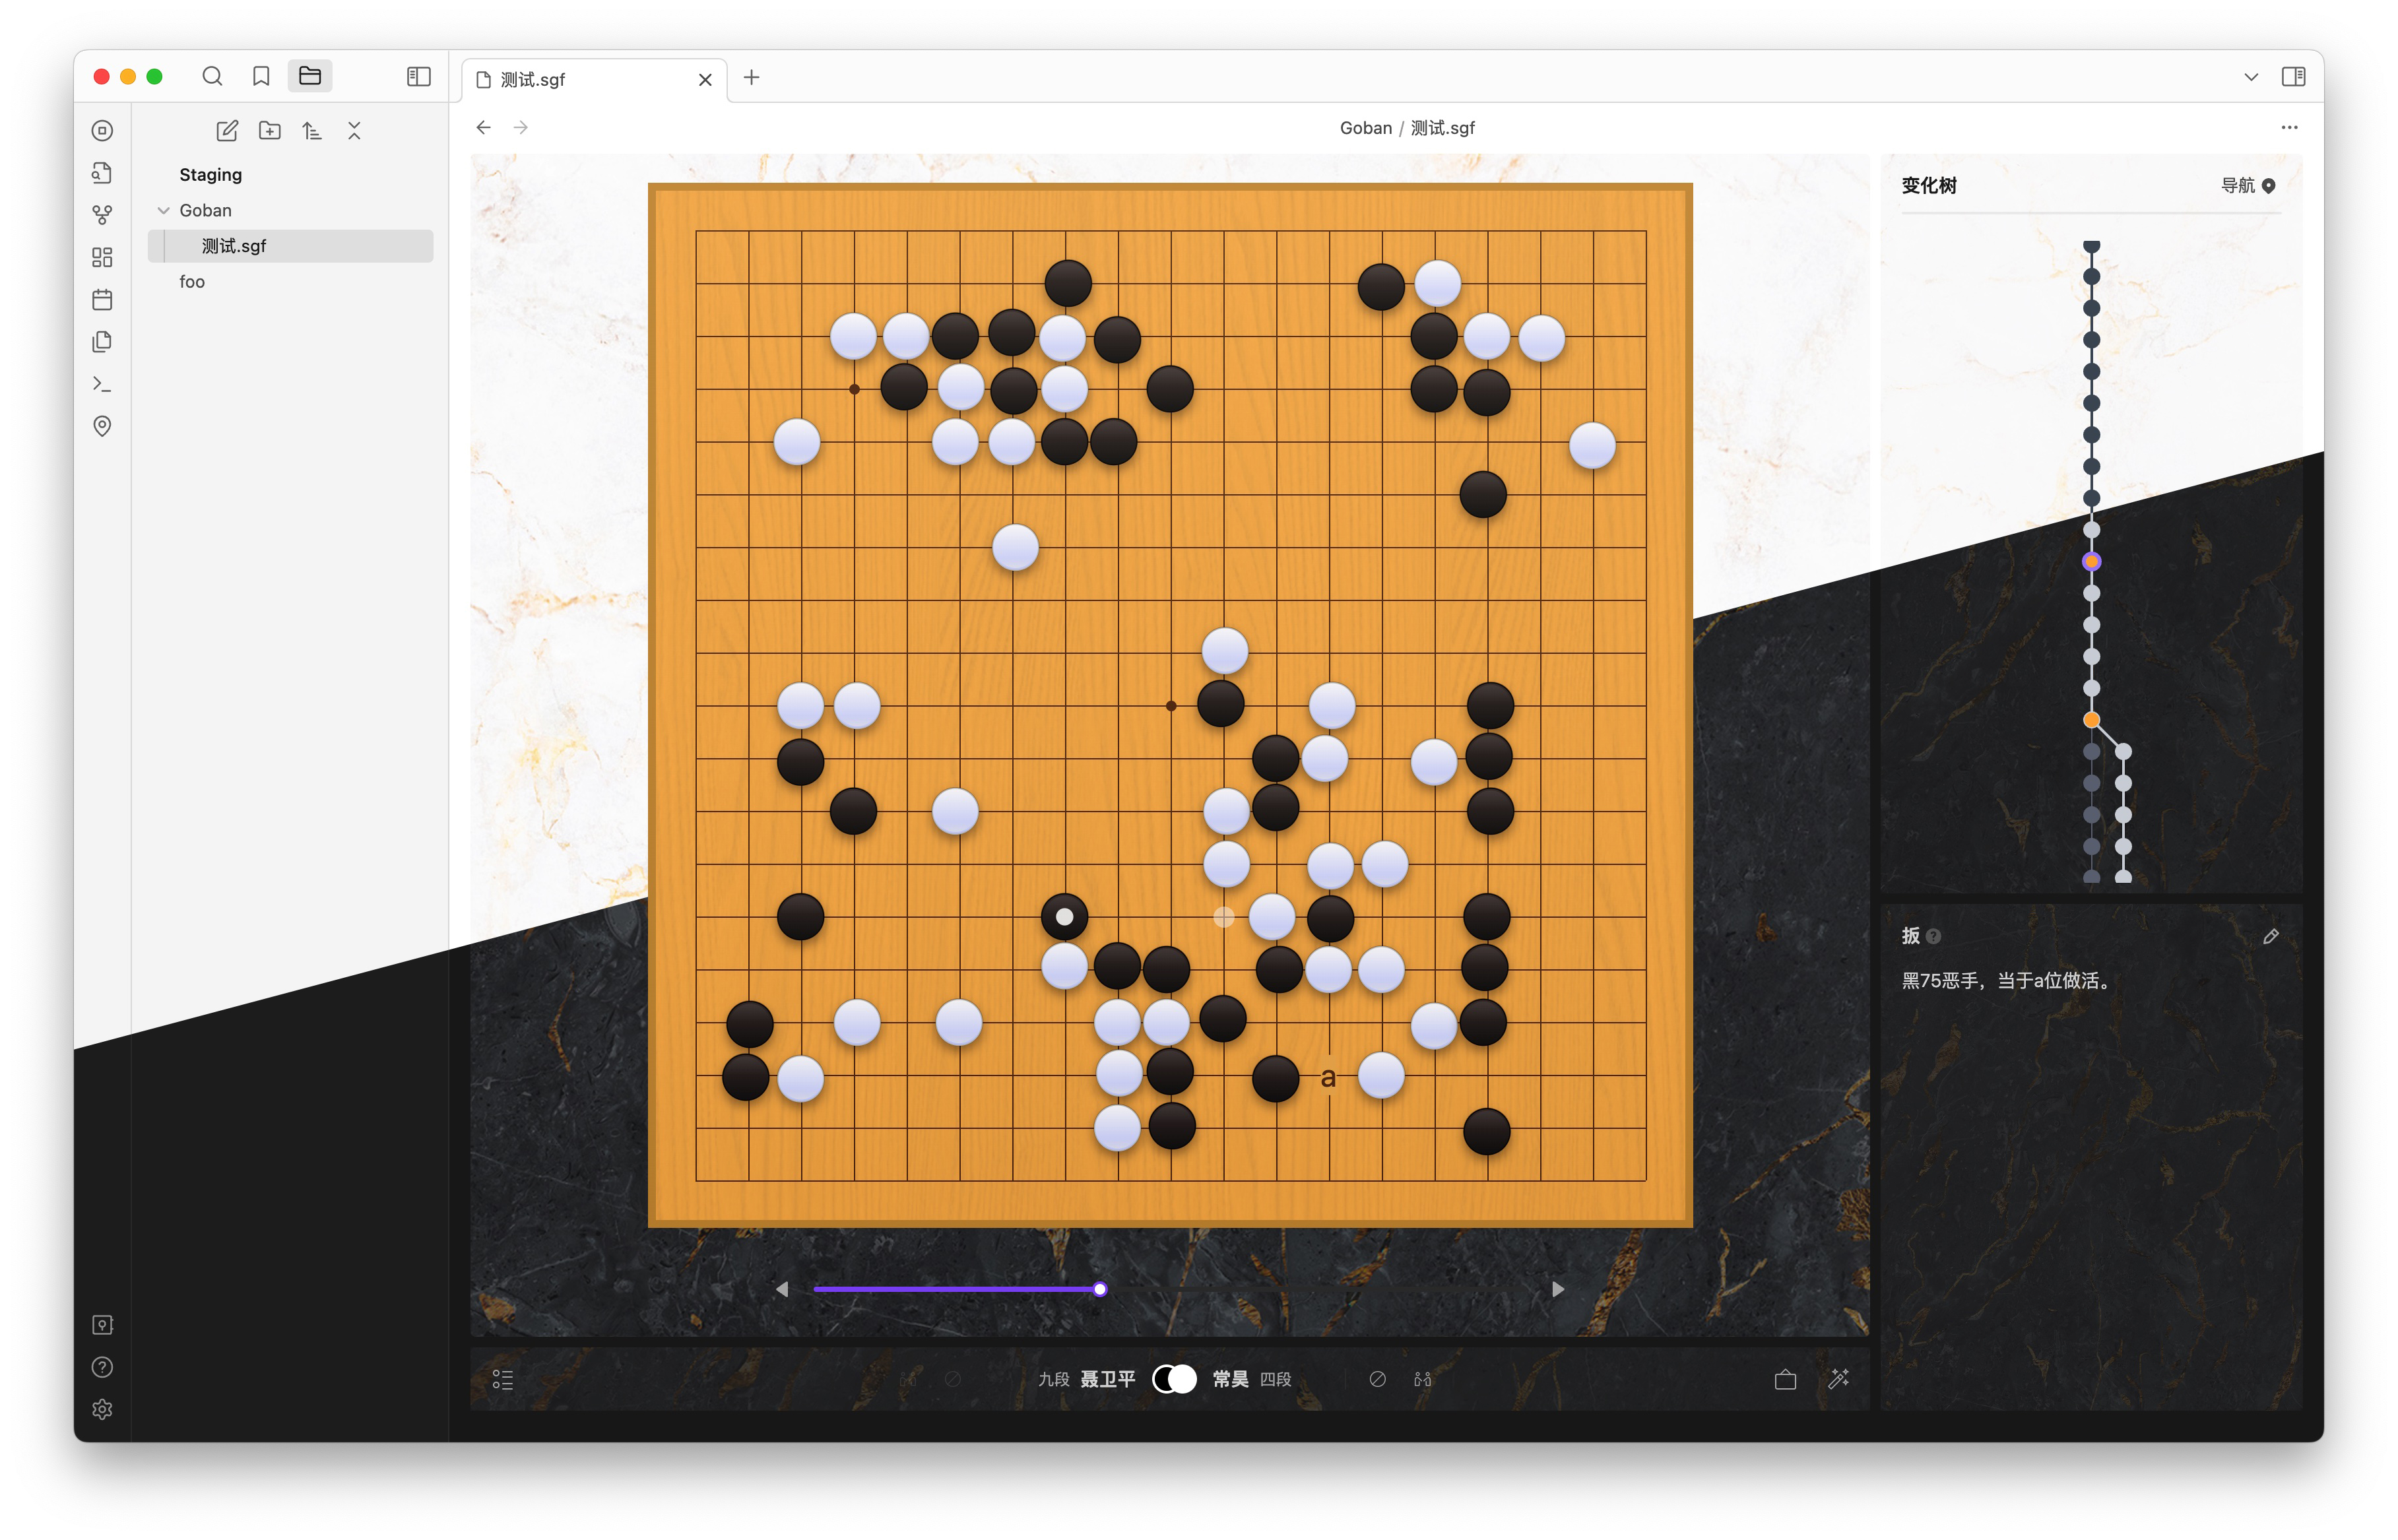 测试.sgf
Goban / 测试.sgf
Staging
Goban
测试.sgf
foo
变化树
导航
a
扳
黑75恶手，当于a位做活。
九段 聂卫平 常昊 四段